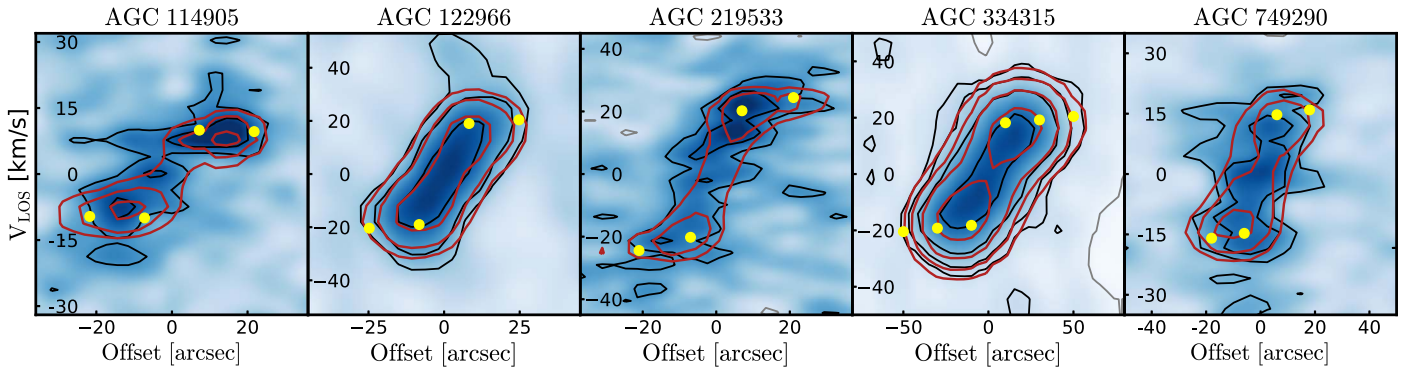 AGC 114905 AGC 122966 AGC 219533 AGC 334315 AGC 749290
V_LOS [km/s]
30 15 0 -15 -30
40 20 0 −20 −40
40 20 0 −20 −40
40 20 0 −20 −40
30 15 0 -15 -30
−20 0 20
−25 0 25
−20 0 20
−50 0 50
-40 -20 0 20 40
Offset [arcsec] Offset [arcsec] Offset [arcsec] Offset [arcsec] Offset [arcsec]